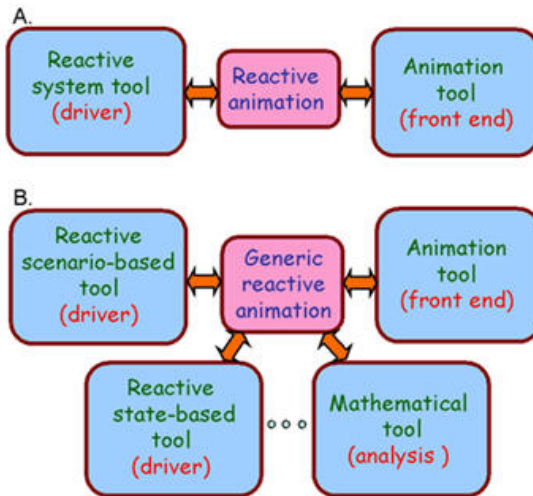 A.
Reactive
system tool
(driver)
Reactive
animation
Animation
tool
(front end)
B.
Reactive
scenario-based
tool
(driver)
Generic
reactive
animation
Animation
tool
(front end)
Reactive
state-based
tool
(driver)
Mathematical
tool
(analysis )